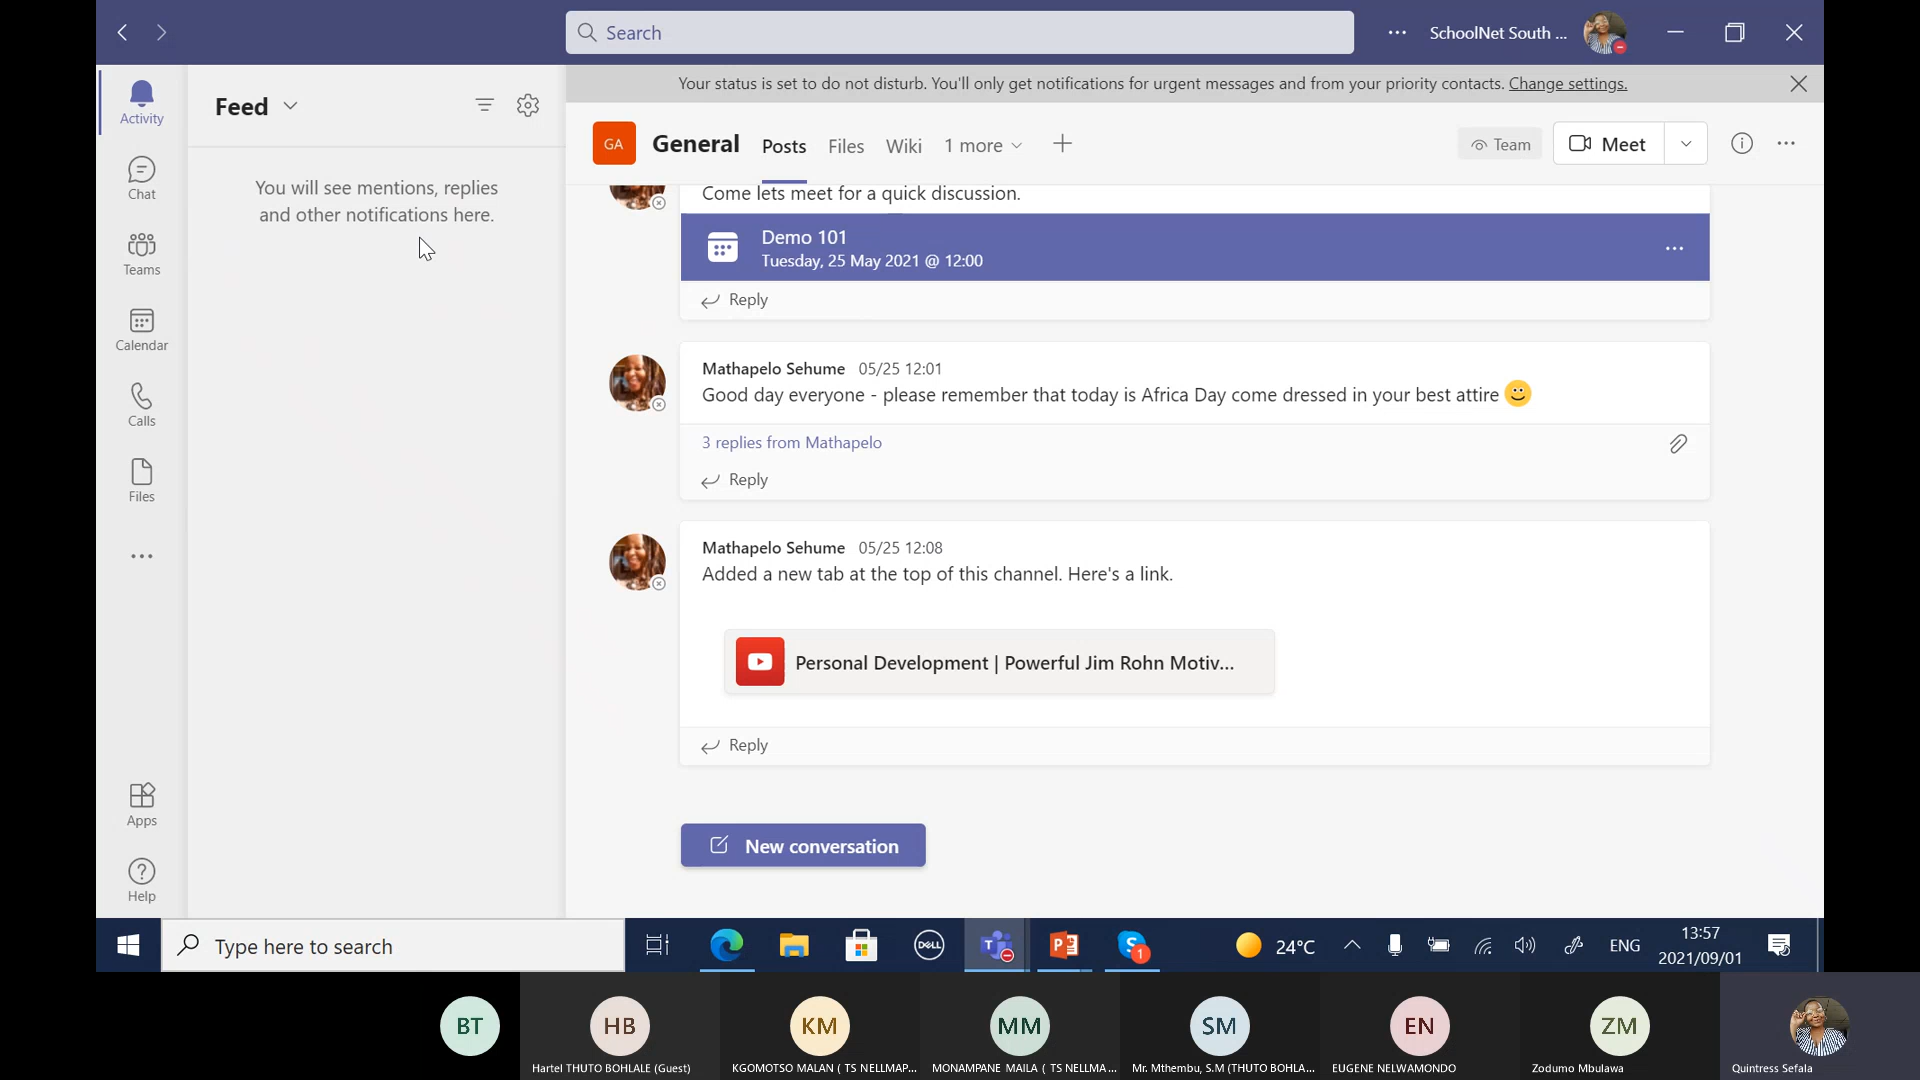 Search
SchoolNet South ...
Your status is set to do not disturb. You'll only get notifications for urgent messages and from your priority contacts. Change settings.
Activity
Chat
Teams
Calendar
Calls
Files
Apps
Help
Feed
You will see mentions, replies
and other notifications here.
GA
General
Posts
Files
Wiki
1 more
Team
Meet
Come lets meet for a quick discussion.
Demo 101
Tuesday, 25 May 2021 @ 12:00
Reply
Mathapelo Sehume 05/25 12:01
Good day everyone - please remember that today is Africa Day come dressed in your best attire 🙂
3 replies from Mathapelo
Reply
Mathapelo Sehume 05/25 12:08
Added a new tab at the top of this channel. Here's a link.
Personal Development | Powerful Jim Rohn Motiv...
Reply
New conversation
Type here to search
DELL
T
P
S
1
24°C
ENG
13:57
2021/09/01
BT
HB
KM
MM
SM
EN
ZM
Hartel THUTO BOHLALE (Guest)
KGOMOTSO MALAN ( TS NELLMAP...
MONAMPANE MAILA ( TS NELLMA...
Mr. Mthembu, S.M (THUTO BOHLA...
EUGENE NELWAMONDO
Zodumo Mbulawa
Quintress Sefala